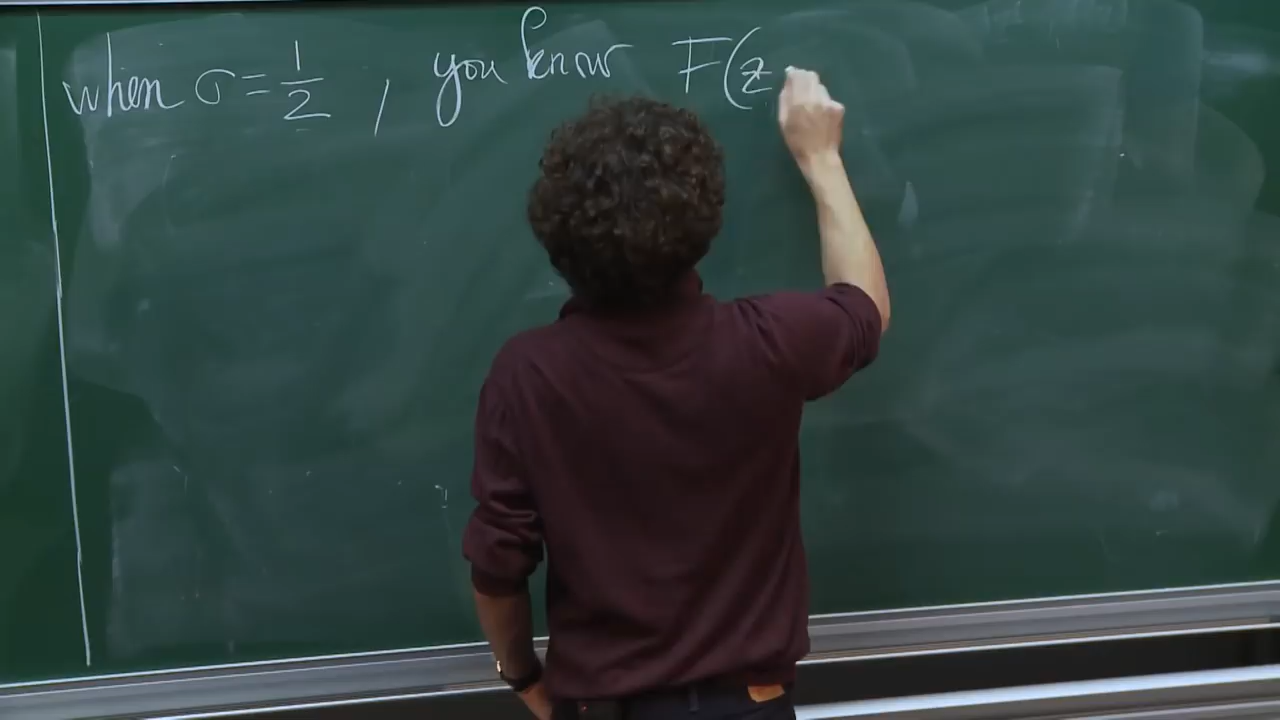 when σ = 1/2 , you know F(z